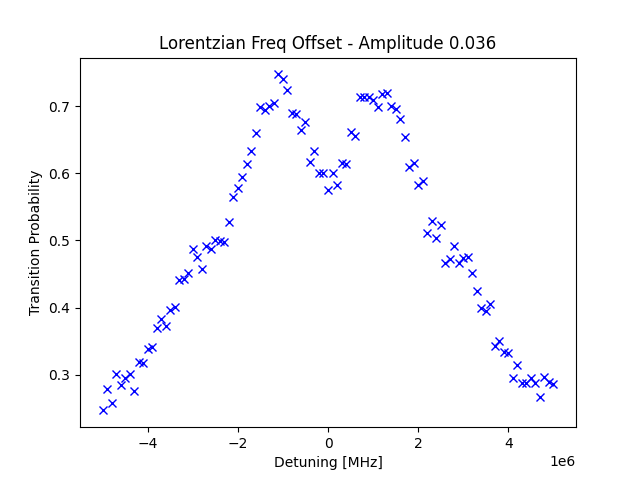 Lorentzian Freq Offset - Amplitude 0.036
Transition Probability
0.7
0.6
0.5
0.4
0.3
−4
−2
0
2
4
1e6
Detuning [MHz]